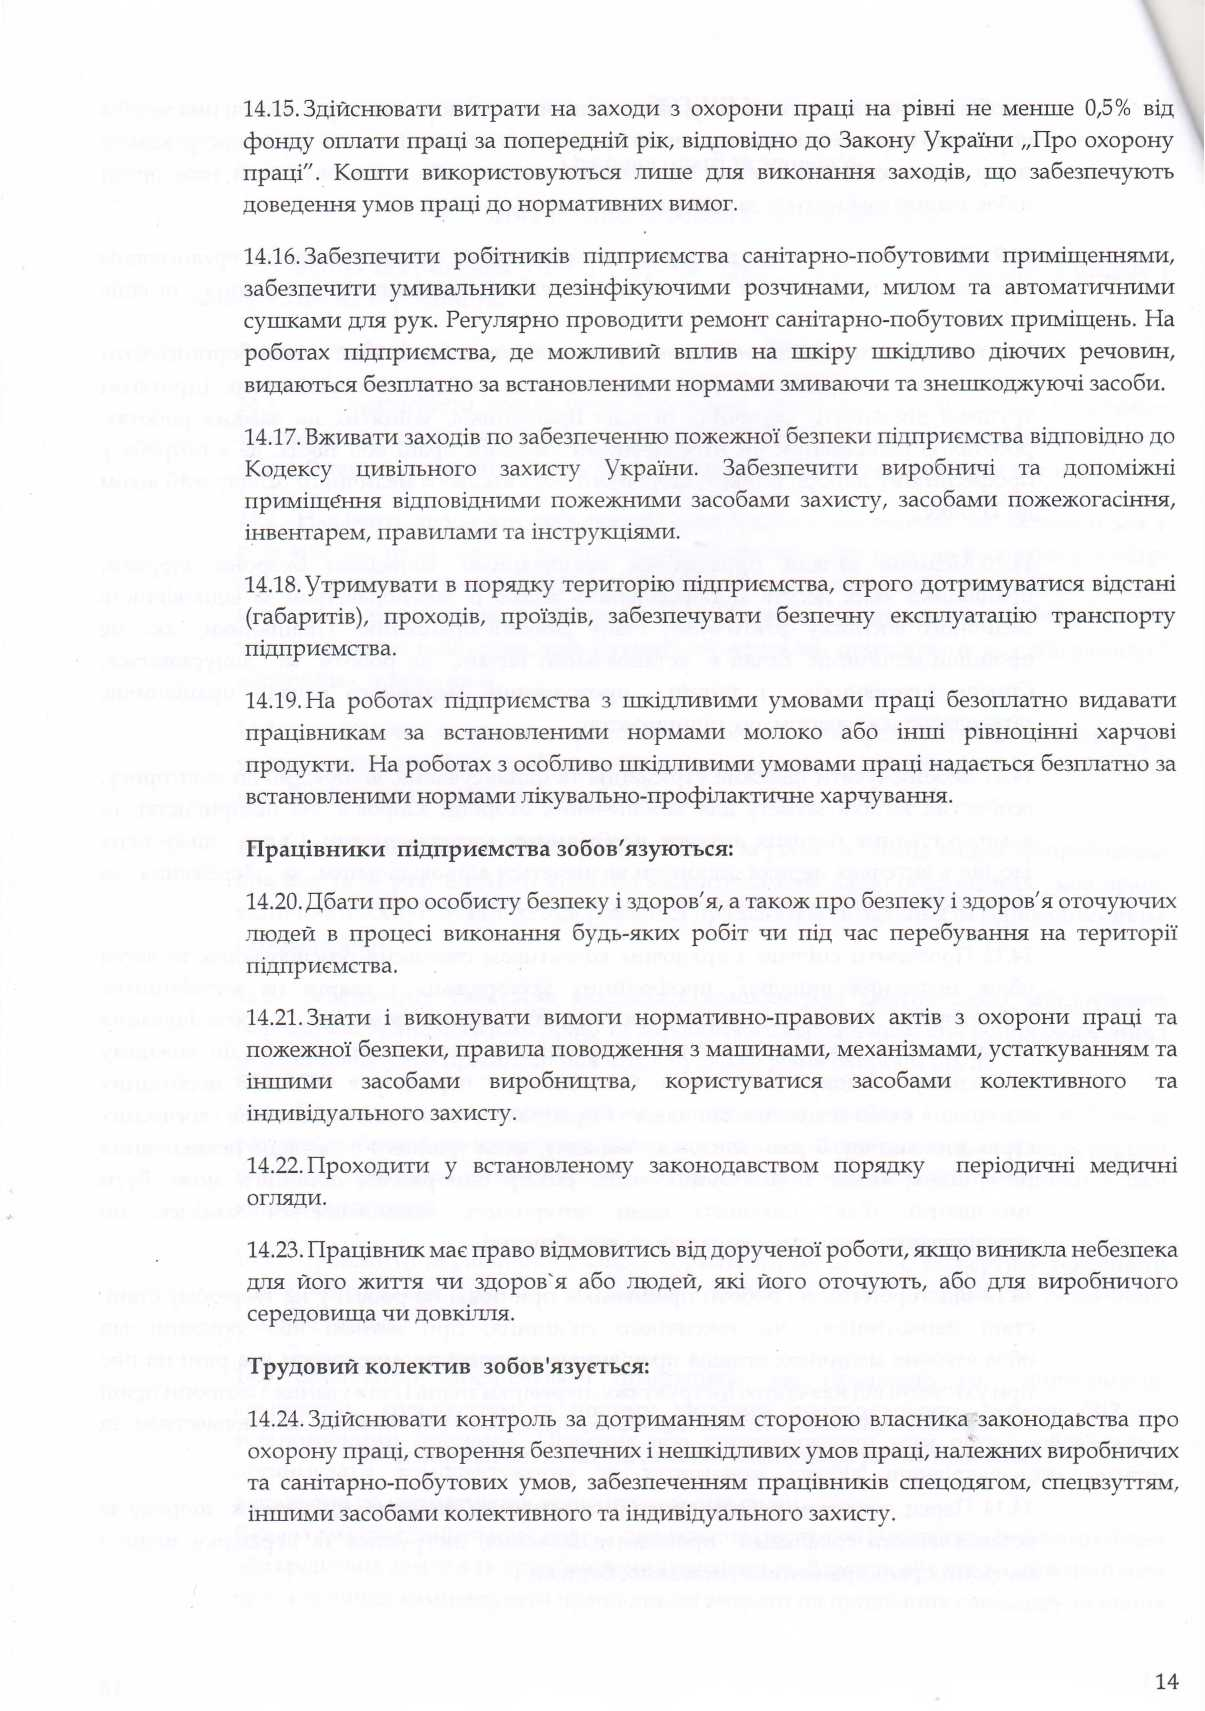 14.15. Здійснювати витрати на заходи з охорони праці на рівні не менше 0,5% від
фонду оплати праці за попередній рік, відповідно до Закону України „Про охорону
праці”. Кошти використовуються лише для виконання заходів, що забезпечують
доведення умов праці до нормативних вимог.
14.16. Забезпечити робітників підприємства санітарно-побутовими приміщеннями,
забезпечити умивальники дезінфікуючими розчинами, милом та автоматичними
сушками для рук. Регулярно проводити ремонт санітарно-побутових приміщень. На
роботах підприємства, де можливий вплив на шкіру шкідливо діючих речовин,
видаються безплатно за встановленими нормами змиваючи та знешкоджуючі засоби.
14.17. Вживати заходів по забезпеченню пожежної безпеки підприємства відповідно до
Кодексу цивільного захисту України. Забезпечити виробничі та допоміжні
приміщення відповідними пожежними засобами захисту, засобами пожежогасіння,
інвентарем, правилами та інструкціями.
14.18. Утримувати в порядку територію підприємства, строго дотримуватися відстані
(габаритів), проходів, проїздів, забезпечувати безпечну експлуатацію транспорту
підприємства.
14.19. На роботах підприємства з шкідливими умовами праці безоплатно видавати
працівникам за встановленими нормами молоко або інші рівноцінні харчові
продукти. На роботах з особливо шкідливими умовами праці надається безплатно за
встановленими нормами лікувально-профілактичне харчування.
Працівники підприємства зобов’язуються:
14.20. Дбати про особисту безпеку і здоров’я, а також про безпеку і здоров’я оточуючих
людей в процесі виконання будь-яких робіт чи під час перебування на території
підприємства.
14.21. Знати і виконувати вимоги нормативно-правових актів з охорони праці та
пожежної безпеки, правила поводження з машинами, механізмами, устаткуванням та
іншими засобами виробництва, користуватися засобами колективного та
індивідуального захисту.
14.22. Проходити у встановленому законодавством порядку періодичні медичні
огляди.
14.23. Працівник має право відмовитись від дорученої роботи, якщо виникла небезпека
для його життя чи здоров`я або людей, які його оточують, або для виробничого
середовища чи довкілля.
Трудовий колектив зобов'язується:
14.24. Здійснювати контроль за дотриманням стороною власника законодавства про
охорону праці, створення безпечних і нешкідливих умов праці, належних виробничих
та санітарно-побутових умов, забезпеченням працівників спецодягом, спецвзуттям,
іншими засобами колективного та індивідуального захисту.
14